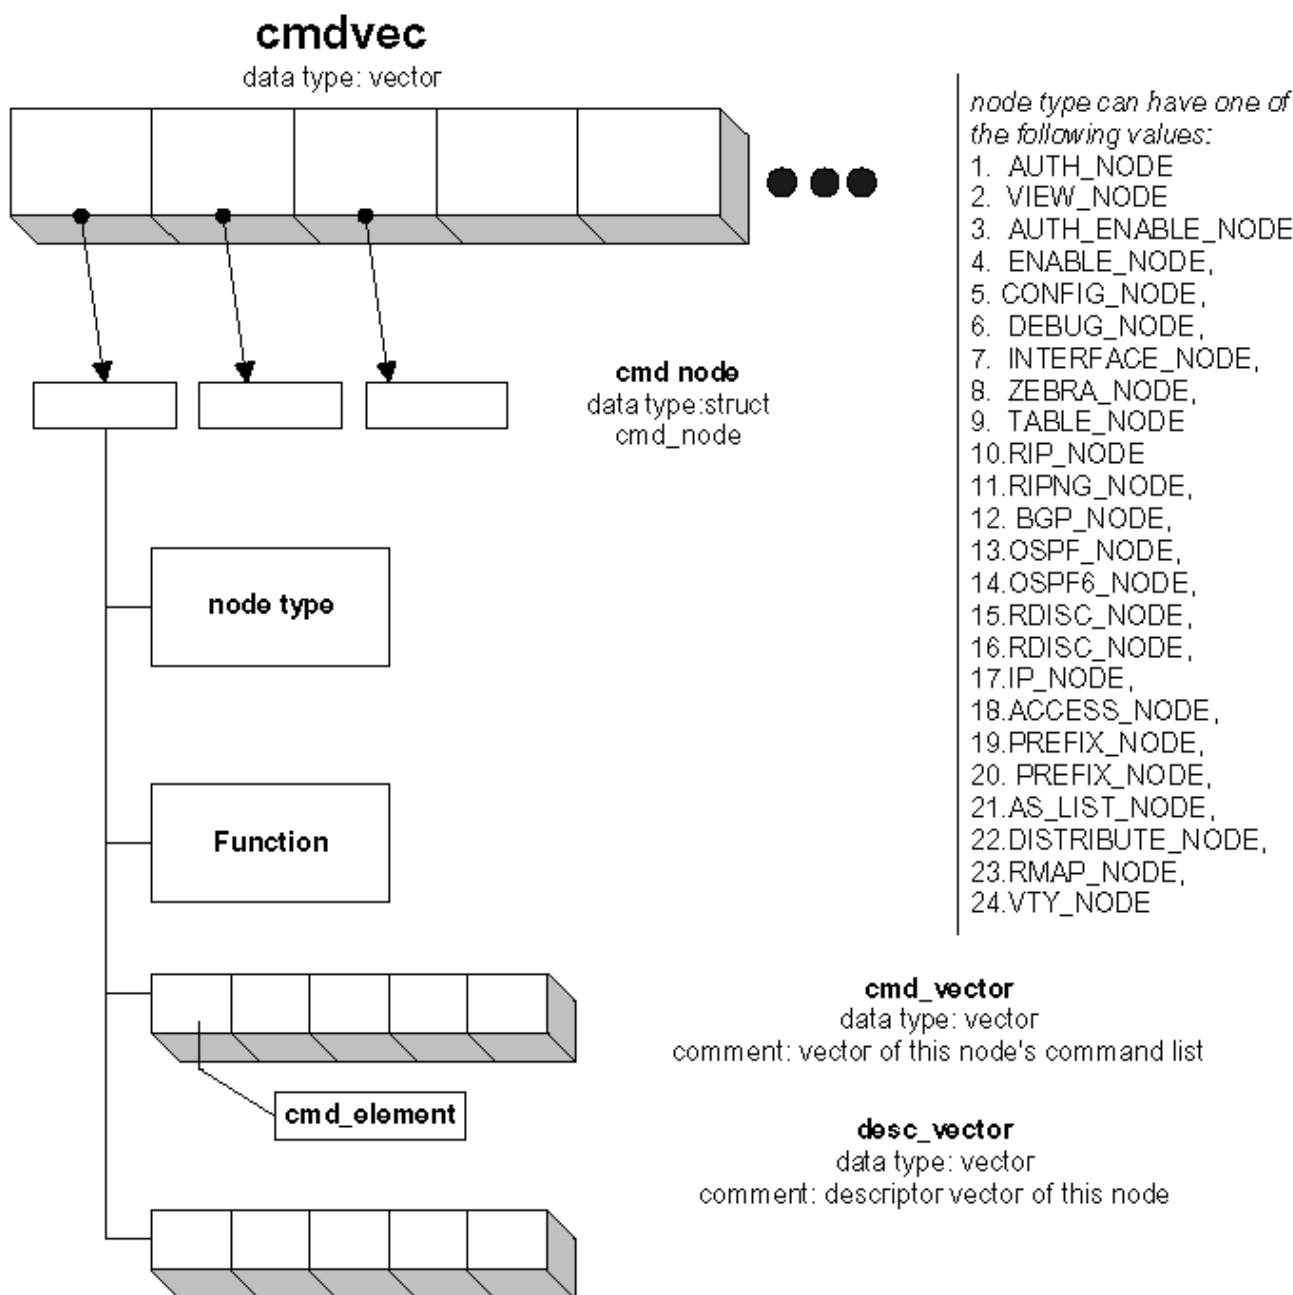 cmdvec
data type: vector
node type can have one of
the following values:
1. AUTH_NODE
2. VIEW_NODE
3. AUTH_ENABLE_NODE
4. ENABLE_NODE,
5. CONFIG_NODE,
6. DEBUG_NODE,
7. INTERFACE_NODE,
8. ZEBRA_NODE,
9. TABLE_NODE
10.RIP_NODE
11.RIPNG_NODE,
12. BGP_NODE,
13.OSPF_NODE,
14.OSPF6_NODE,
15.RDISC_NODE,
16.RDISC_NODE,
17.IP_NODE,
18.ACCESS_NODE,
19.PREFIX_NODE,
20. PREFIX_NODE,
21.AS_LIST_NODE,
22.DISTRIBUTE_NODE,
23.RMAP_NODE,
24.VTY_NODE
cmd node
data type:struct
cmd_node
node type
Function
cmd_vector
data type: vector
comment: vector of this node's command list
cmd_element
desc_vector
data type: vector
comment: descriptor vector of this node